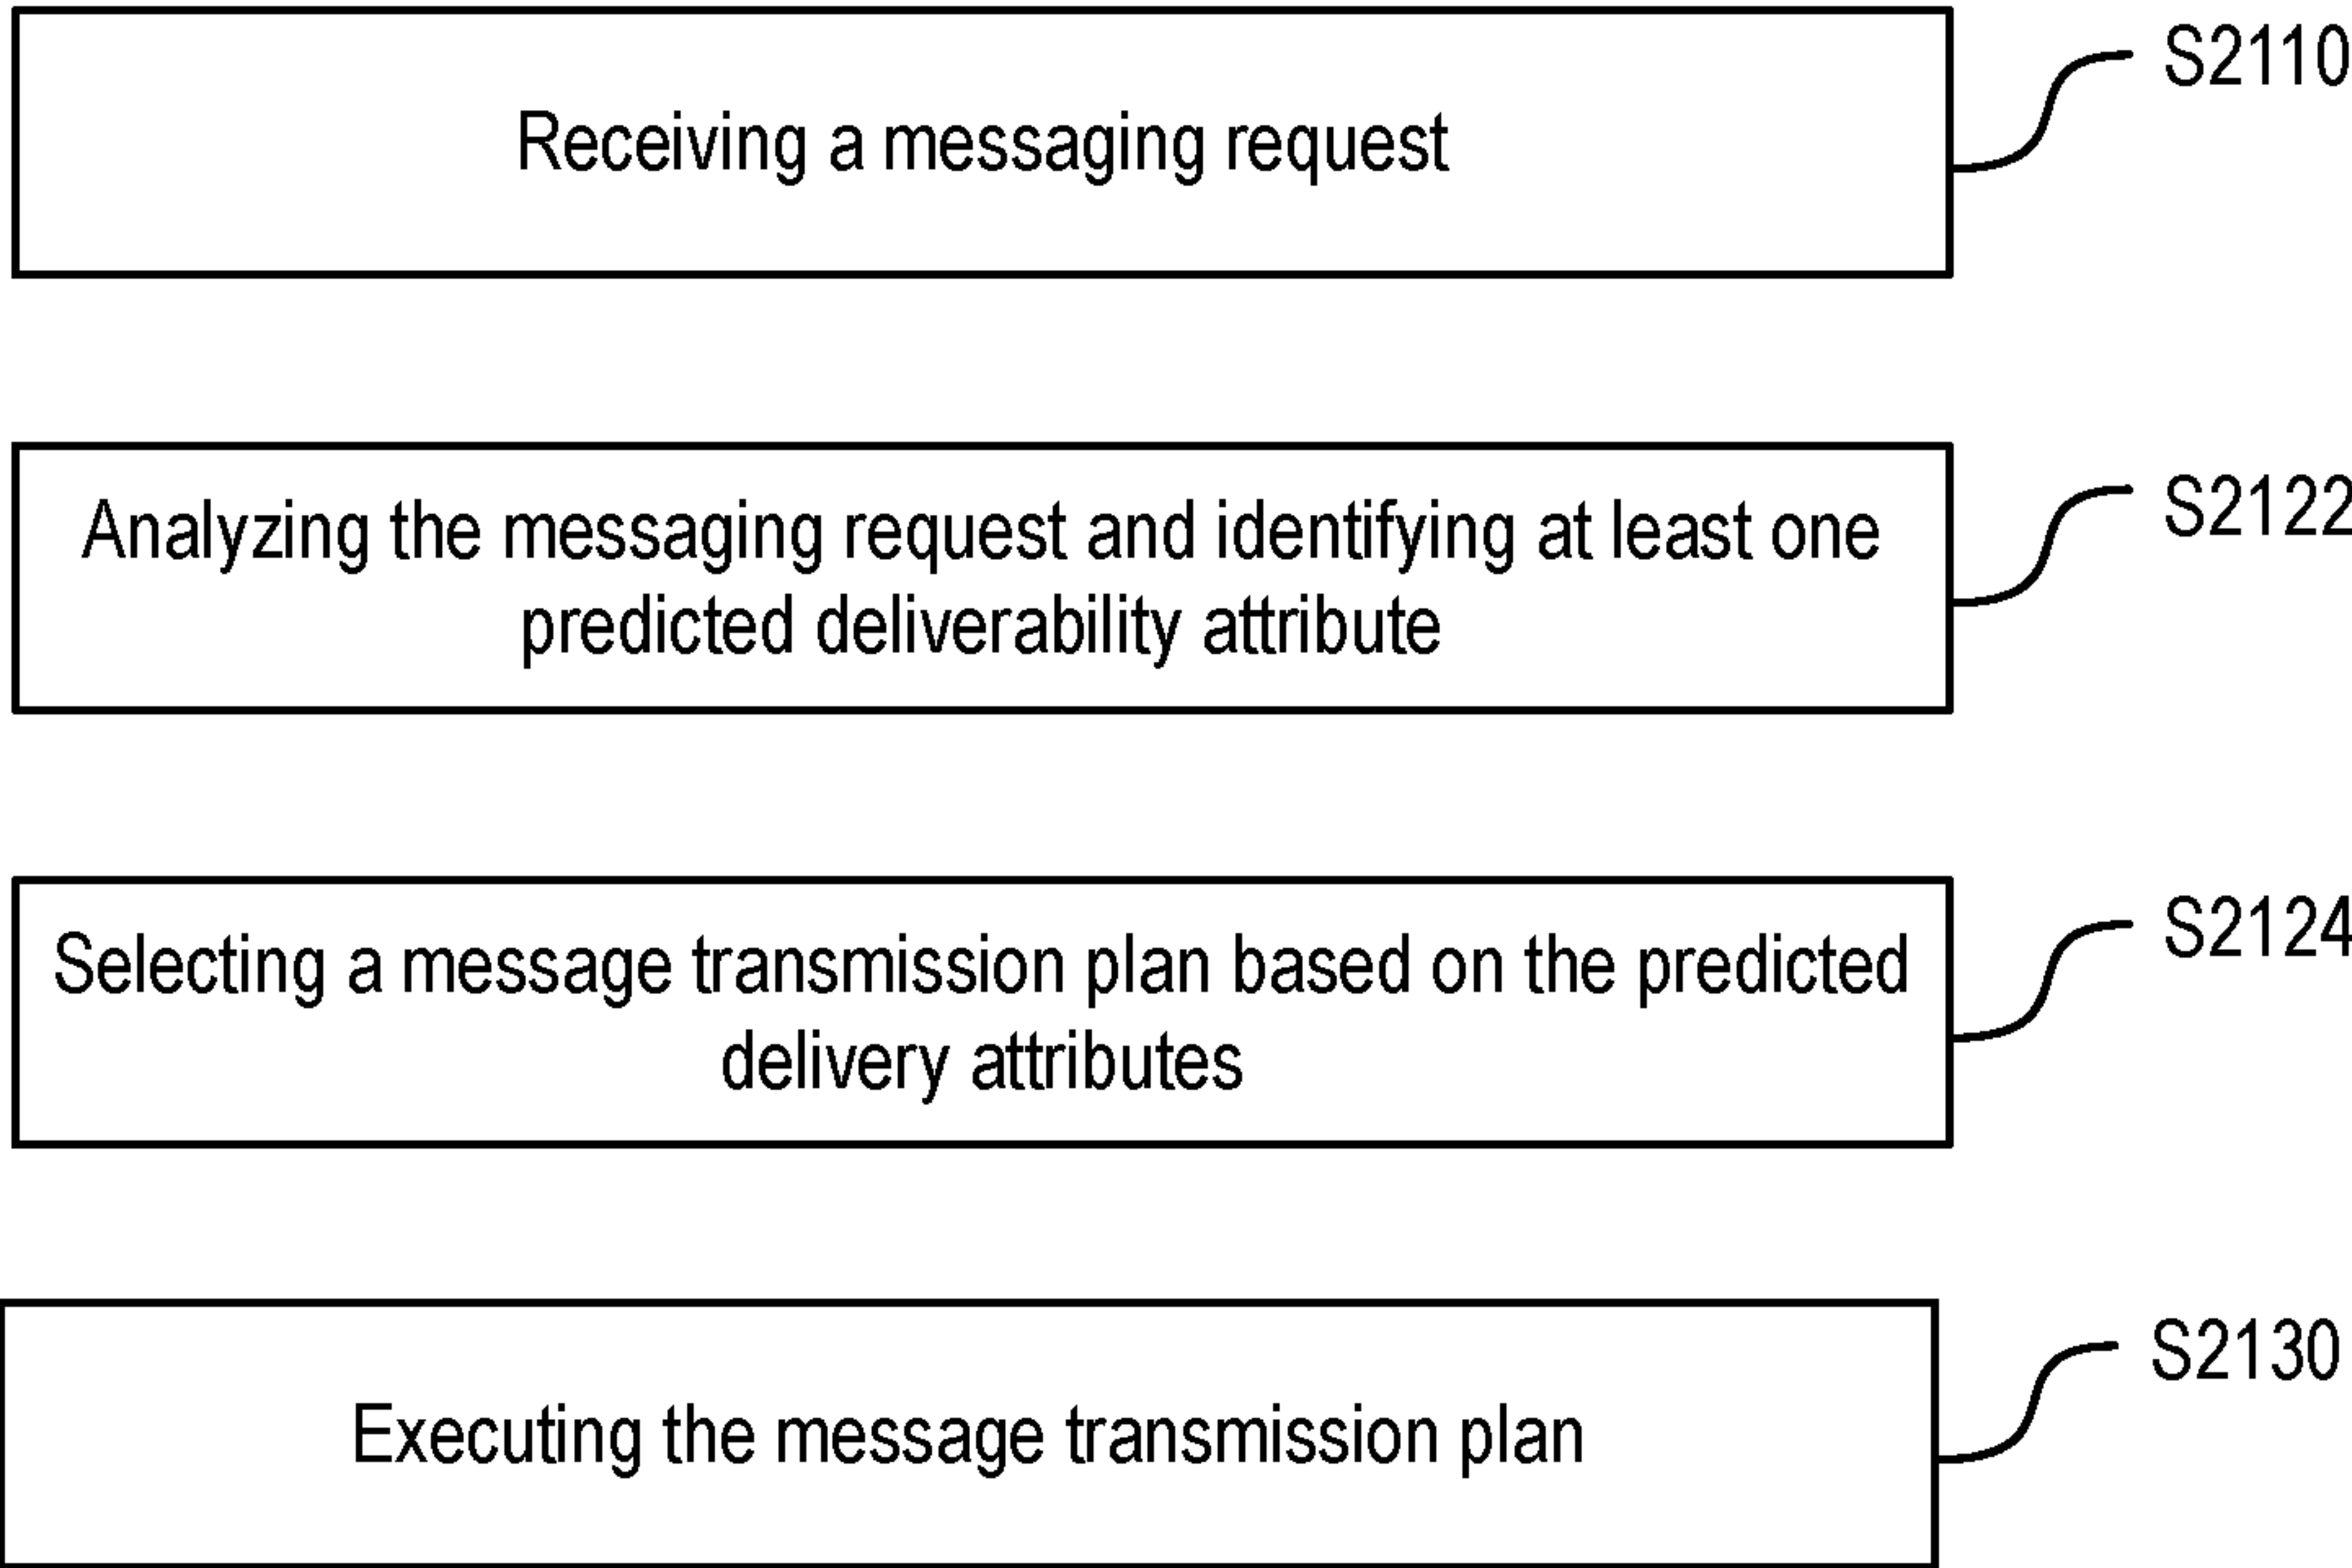 Receiving a messaging request
S2110
Analyzing the messaging request and identifying at least one
predicted deliverability attribute
S2122
Selecting a message transmission plan based on the predicted
delivery attributes
S2124
Executing the message transmission plan
S2130